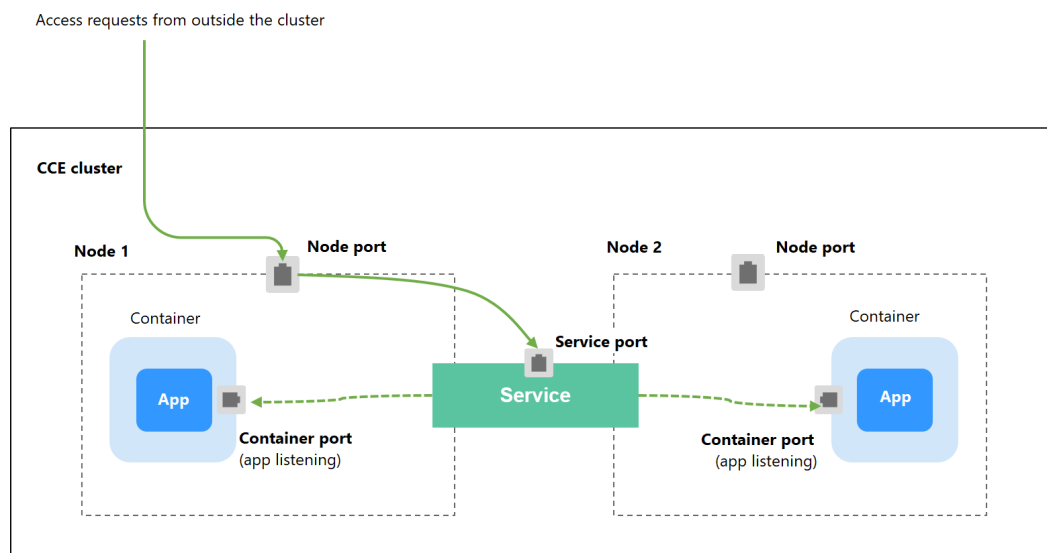 Access requests from outside the cluster
CCE cluster
Node 1
Node port
Node 2
Node port
Container
Container
Service port
App
Service
App
Container port
(app listening)
Container port
(app listening)